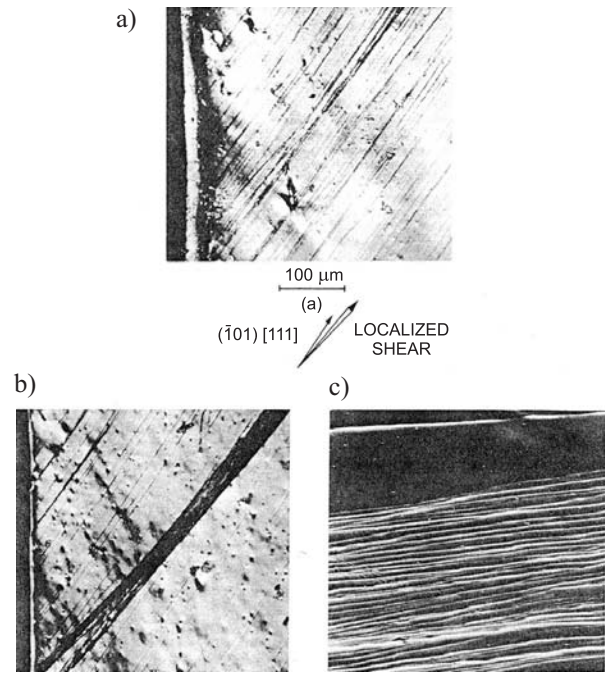 a)
100 μm
(a)
(1̄01) [111]
LOCALIZED
SHEAR
b)
c)